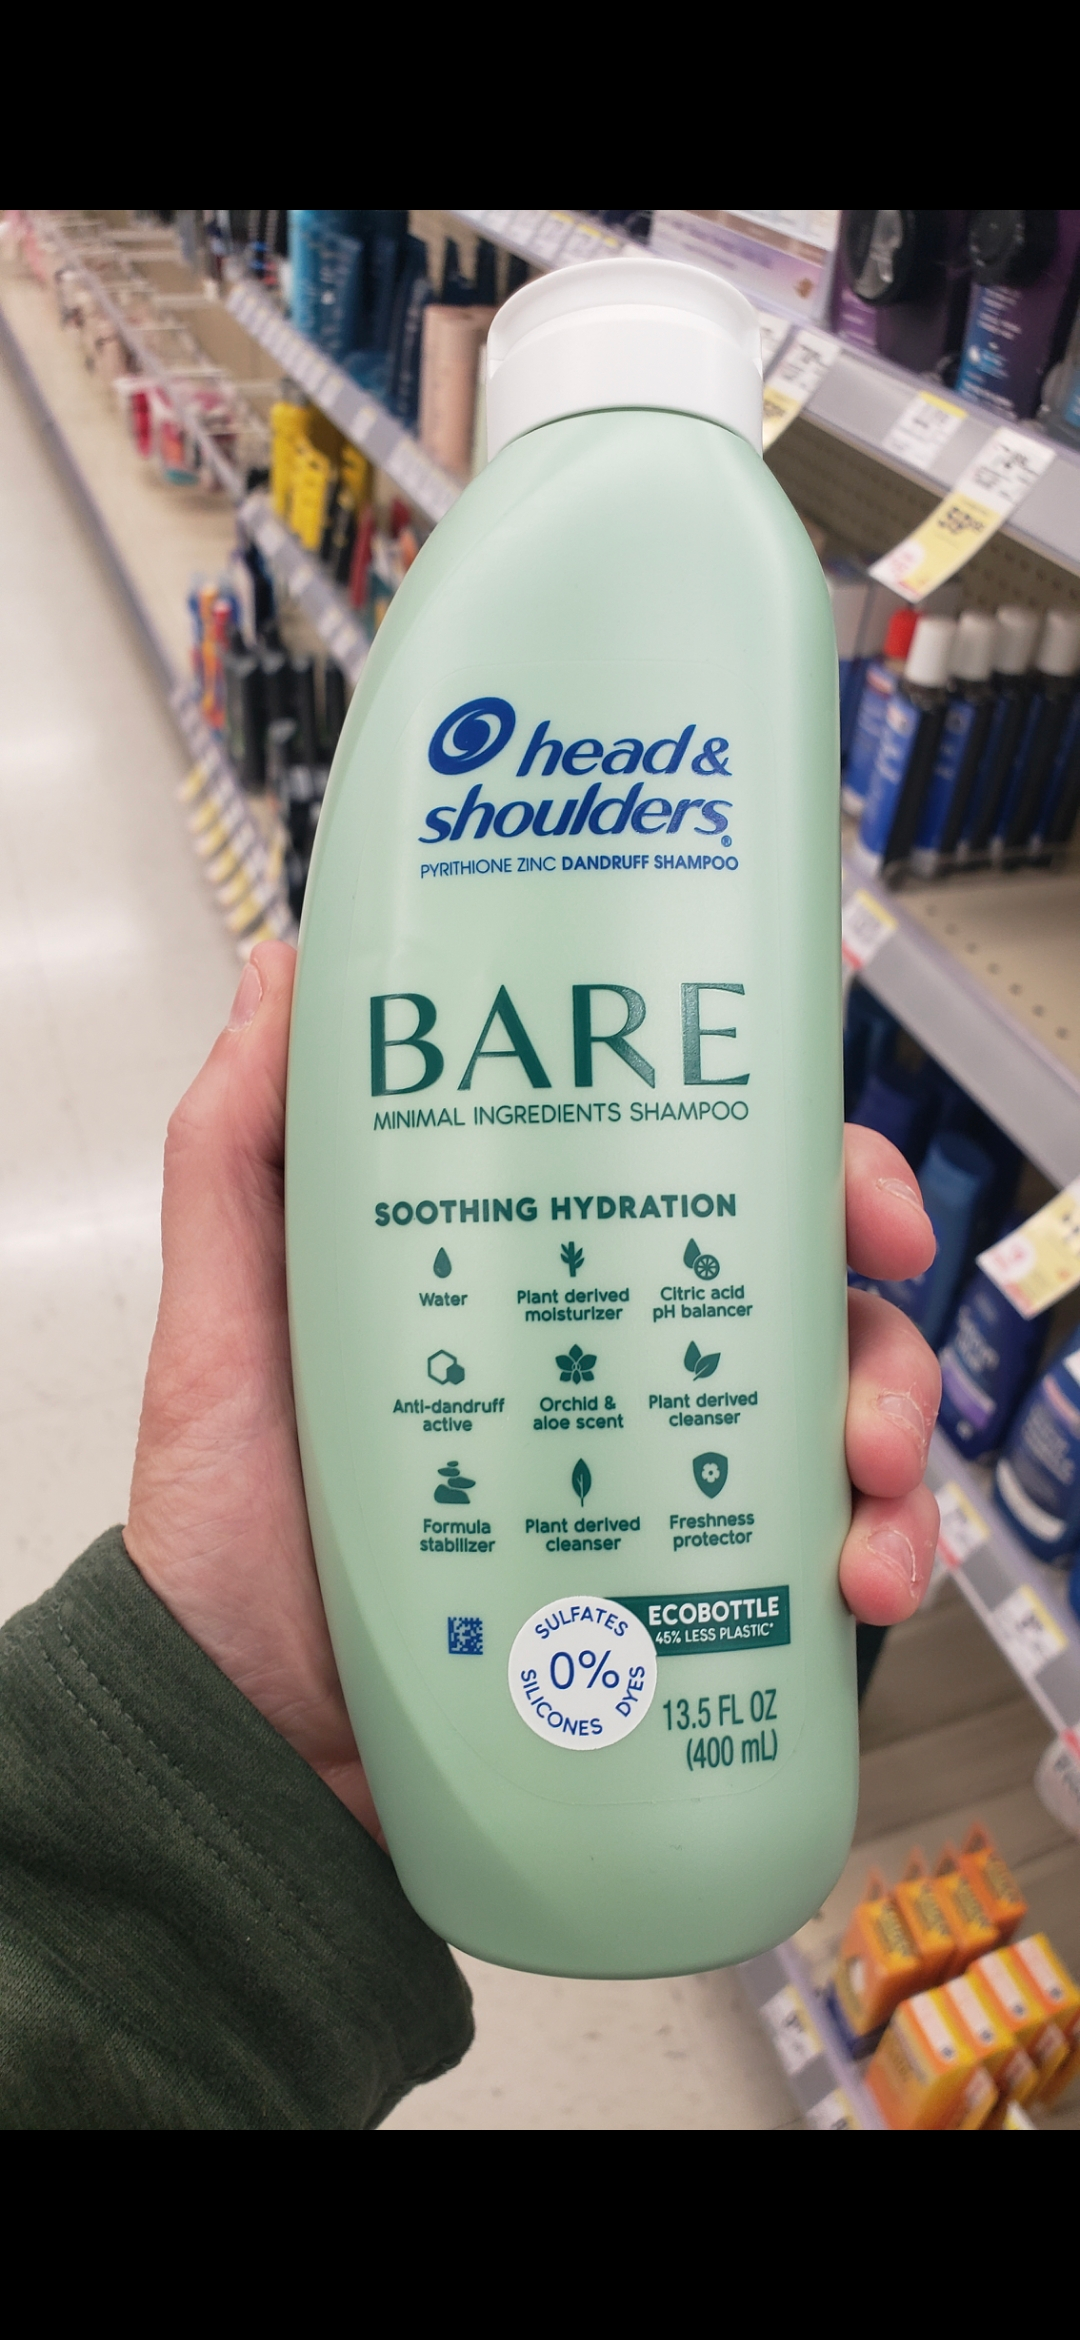 head &
shoulders®
PYRITHIONE ZINC DANDRUFF SHAMPOO
BARE
MINIMAL INGREDIENTS SHAMPOO
SOOTHING HYDRATION
Water
Plant derived
moisturizer
Citric acid
pH balancer
Anti-dandruff
active
Orchid &
aloe scent
Plant derived
cleanser
Formula
stabilizer
Plant derived
cleanser
Freshness
protector
SULFATES
0%
SILICONES
DYES
ECOBOTTLE
45% LESS PLASTIC*
13.5 FL OZ
(400 mL)